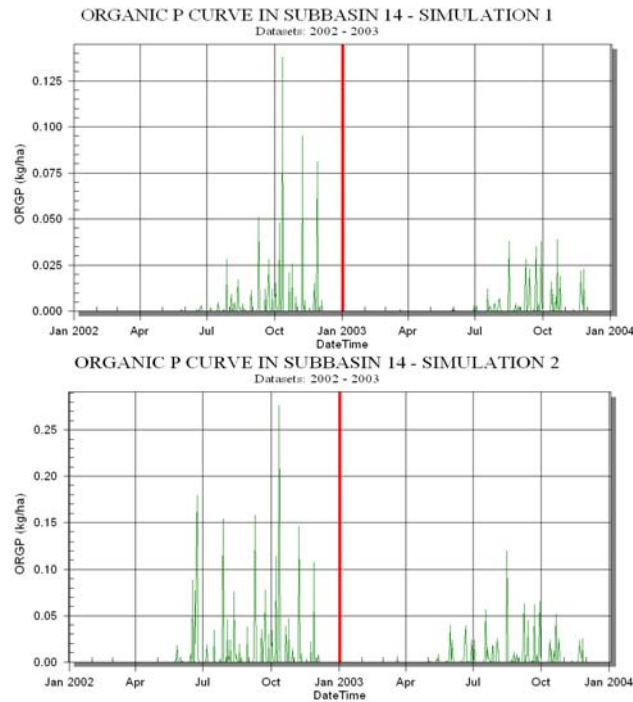 ORGANIC P CURVE IN SUBBASIN 14 - SIMULATION 1
Datasets: 2002 - 2003
ORGP (kg/ha)
0.125
0.100
0.075
0.050
0.025
0.000
Jan 2002 Apr Jul Oct Jan 2003 Apr Jul Oct Jan 2004
DateTime
ORGANIC P CURVE IN SUBBASIN 14 - SIMULATION 2
Datasets: 2002 - 2003
ORGP (kg/ha)
0.25
0.20
0.15
0.10
0.05
0.00
Jan 2002 Apr Jul Oct Jan 2003 Apr Jul Oct Jan 2004
DateTime